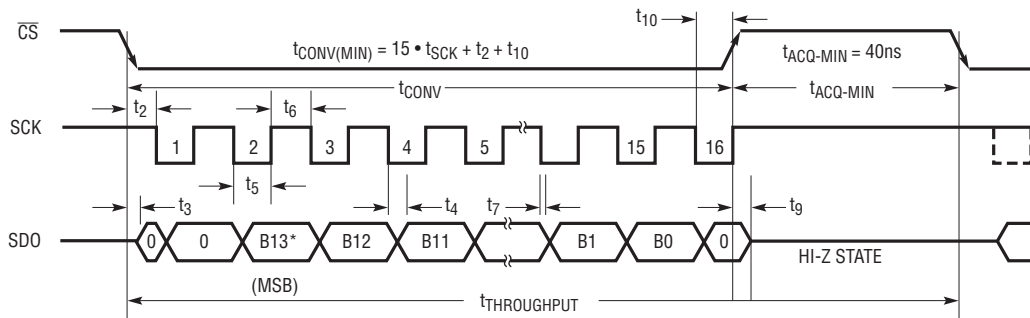 CS
t10
tCONV(MIN) = 15 • tSCK + t2 + t10
tACQ-MIN = 40ns
tCONV
tACQ-MIN
t2
t6
SCK
1 2 3 4 5 15 16
t5
t3
t4
t7
t9
SDO
0 0 B13* B12 B11 B1 B0 0
HI-Z STATE
(MSB)
tTHROUGHPUT